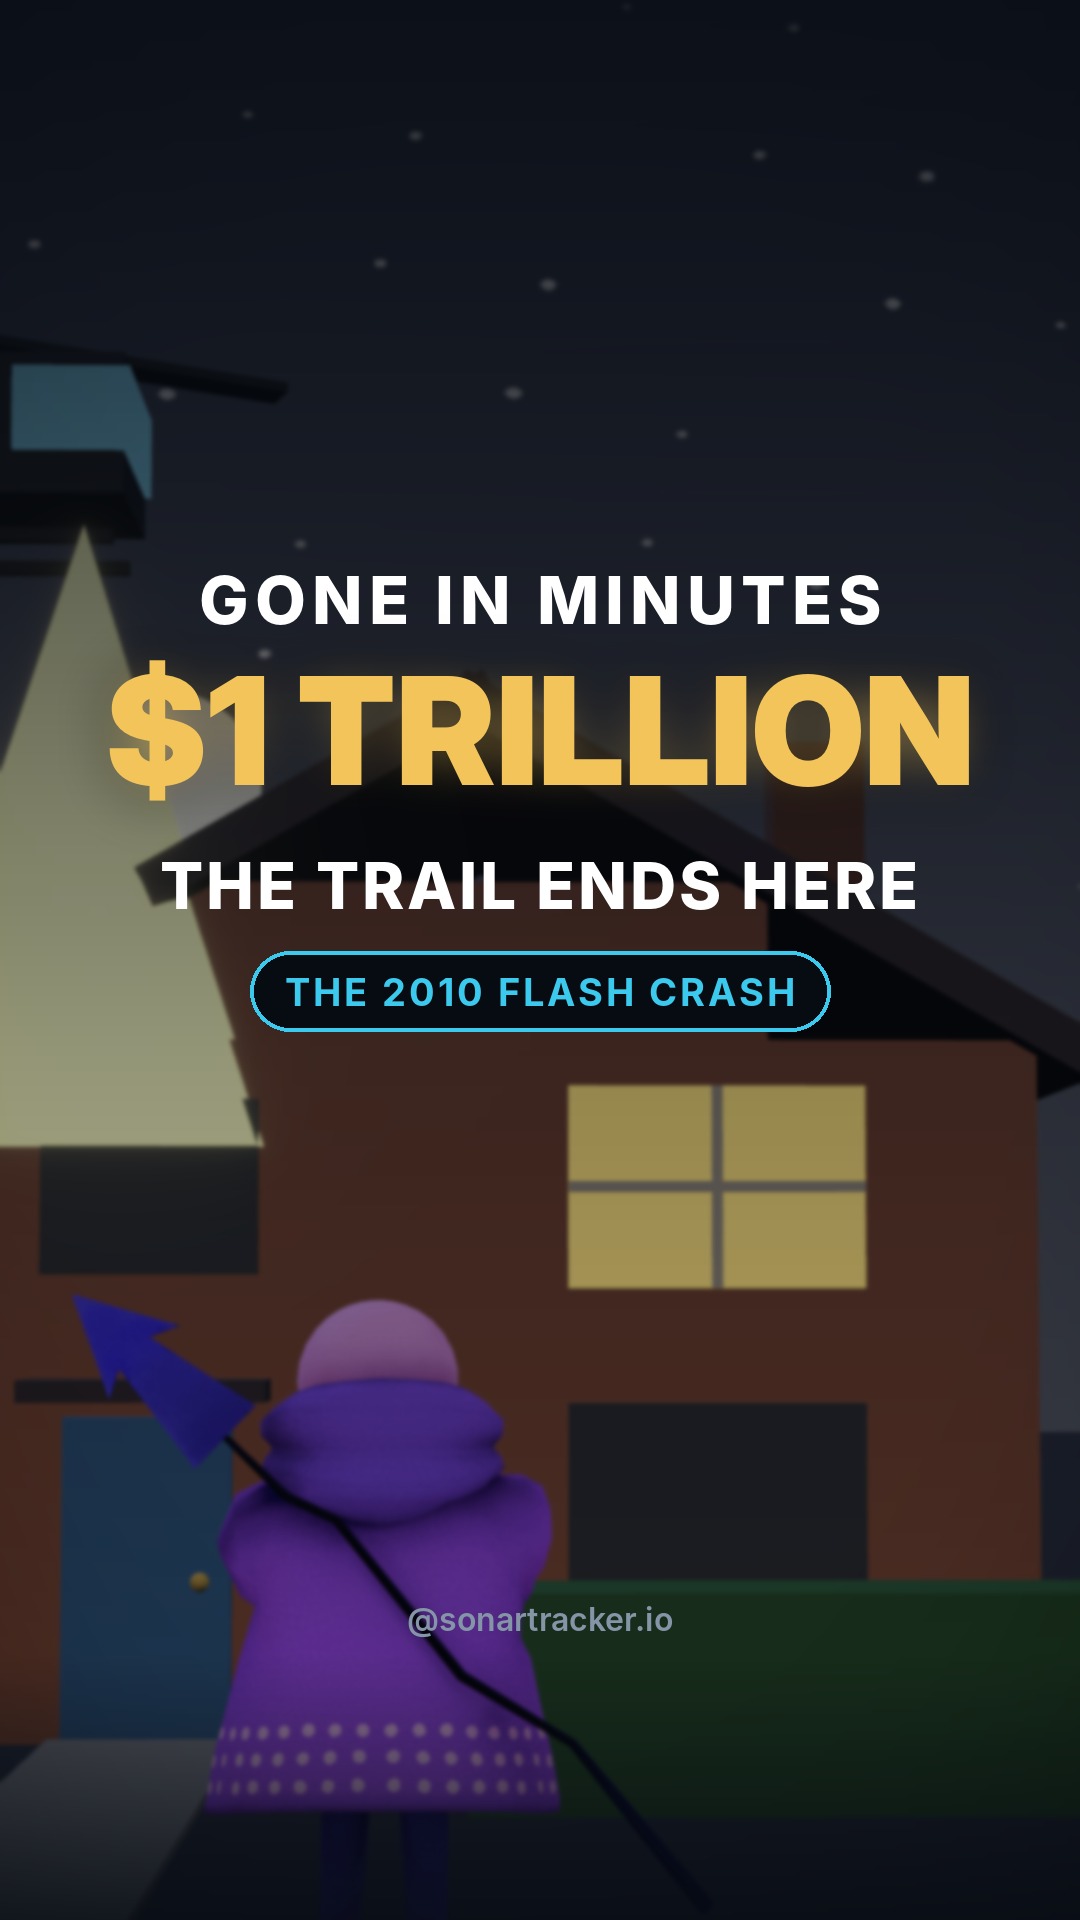 GONE IN MINUTES
$1 TRILLION
THE TRAIL ENDS HERE
THE 2010 FLASH CRASH
@sonartracker.io